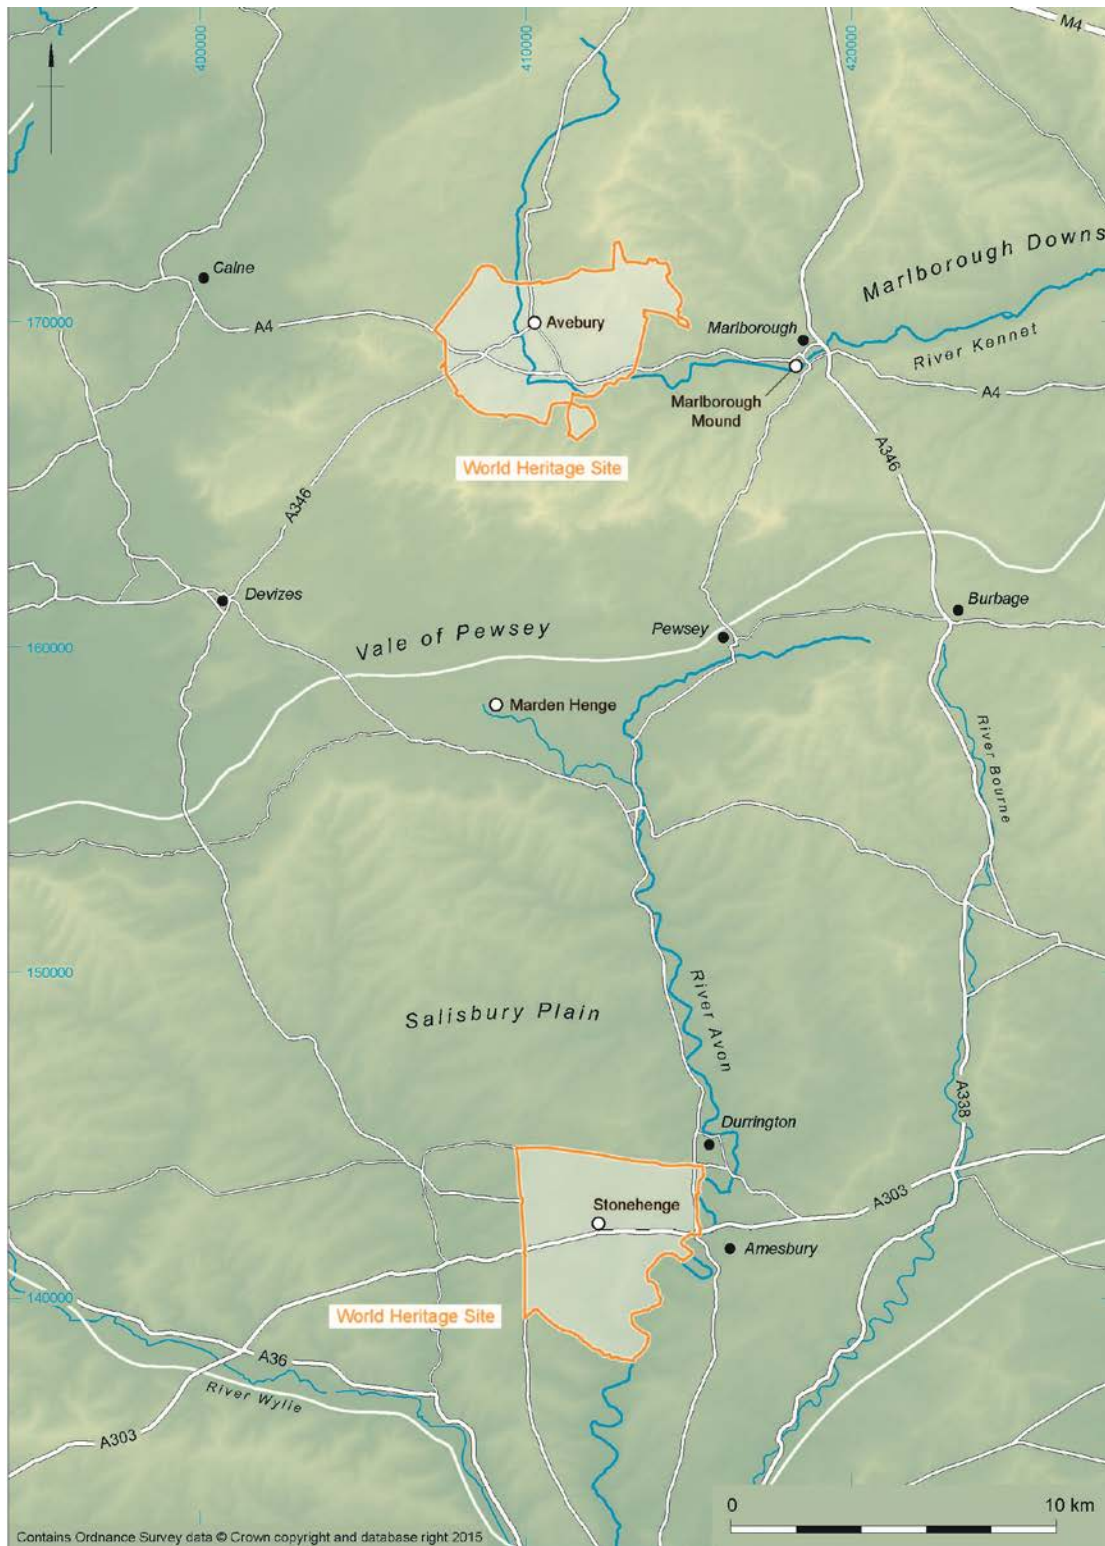 400000
410000
420000
M4
Calne
Marlborough Downs
170000
A4
Avebury
Marlborough
River Kennet
A4
Marlborough
Mound
A346
World Heritage Site
A346
Devizes
Burbage
Vale of Pewsey
Pewsey
160000
Marden Henge
River Bourne
150000
River Avon
Salisbury Plain
A338
Durrington
Stonehenge
A303
Amesbury
140000
World Heritage Site
A36
River Wylie
A303
0 10 km
Contains Ordnance Survey data © Crown copyright and database right 2015